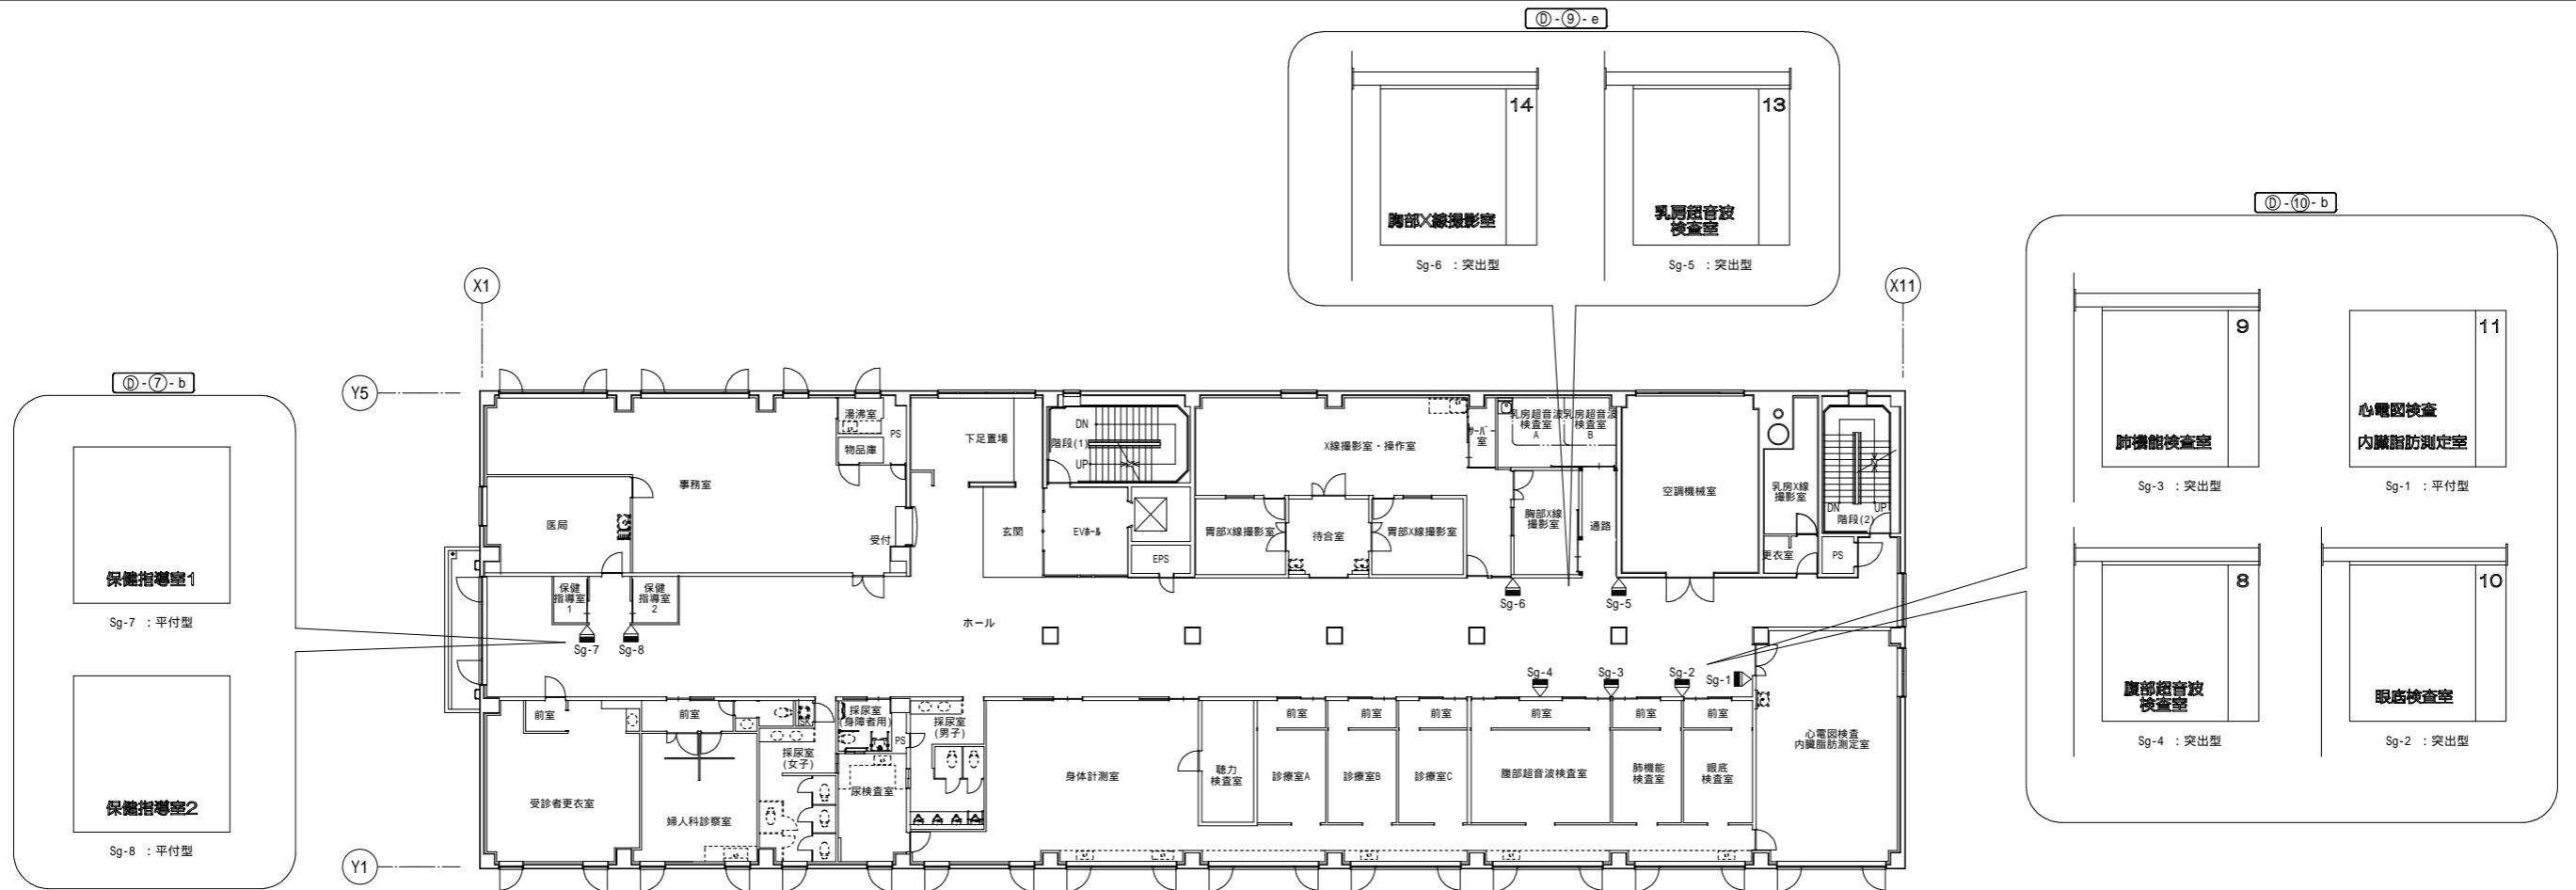 Ⓓ-⑨-e
14
胸部X線撮影室
Sg-6 ：突出型
13
乳房超音波
検査室
Sg-5 ：突出型
Ⓓ-⑩-b
9
肺機能検査室
Sg-3 ：突出型
11
心電図検査
内臓脂肪測定室
Sg-1 ：平付型
8
腹部超音波
検査室
Sg-4 ：突出型
10
眼底検査室
Sg-2 ：突出型
Ⓓ-⑦-b
保健指導室1
Sg-7 ：平付型
保健指導室2
Sg-8 ：平付型
X1
X11
Y5
Y1
湯沸室
PS
物品庫
事務室
医局
受付
下足置場
玄関
DN
階段(1)
UP
EVホール
EPS
X線撮影室・操作室
胃部X線撮影室
待合室
胃部X線撮影室
サーバー
室
乳房超音波
検査室
A
乳房超音波
検査室
B
胸部X線
撮影室
通路
空調機械室
乳房X線
撮影室
更衣室
DN
UP
階段(2)
PS
保健
指導室
1
保健
指導室
2
Sg-7
Sg-8
ホール
Sg-6
Sg-5
Sg-4
Sg-3
Sg-2
Sg-1
前室
受診者更衣室
前室
婦人科診察室
SK
採尿室
(女子)
採尿室
(身障者用)
PS
尿検査室
採尿室
(男子)
身体計測室
聴力
検査室
前室
診療室A
前室
診療室B
前室
診療室C
前室
腹部超音波検査室
前室
肺機能
検査室
前室
眼底
検査室
心電図検査
内臓脂肪測定室